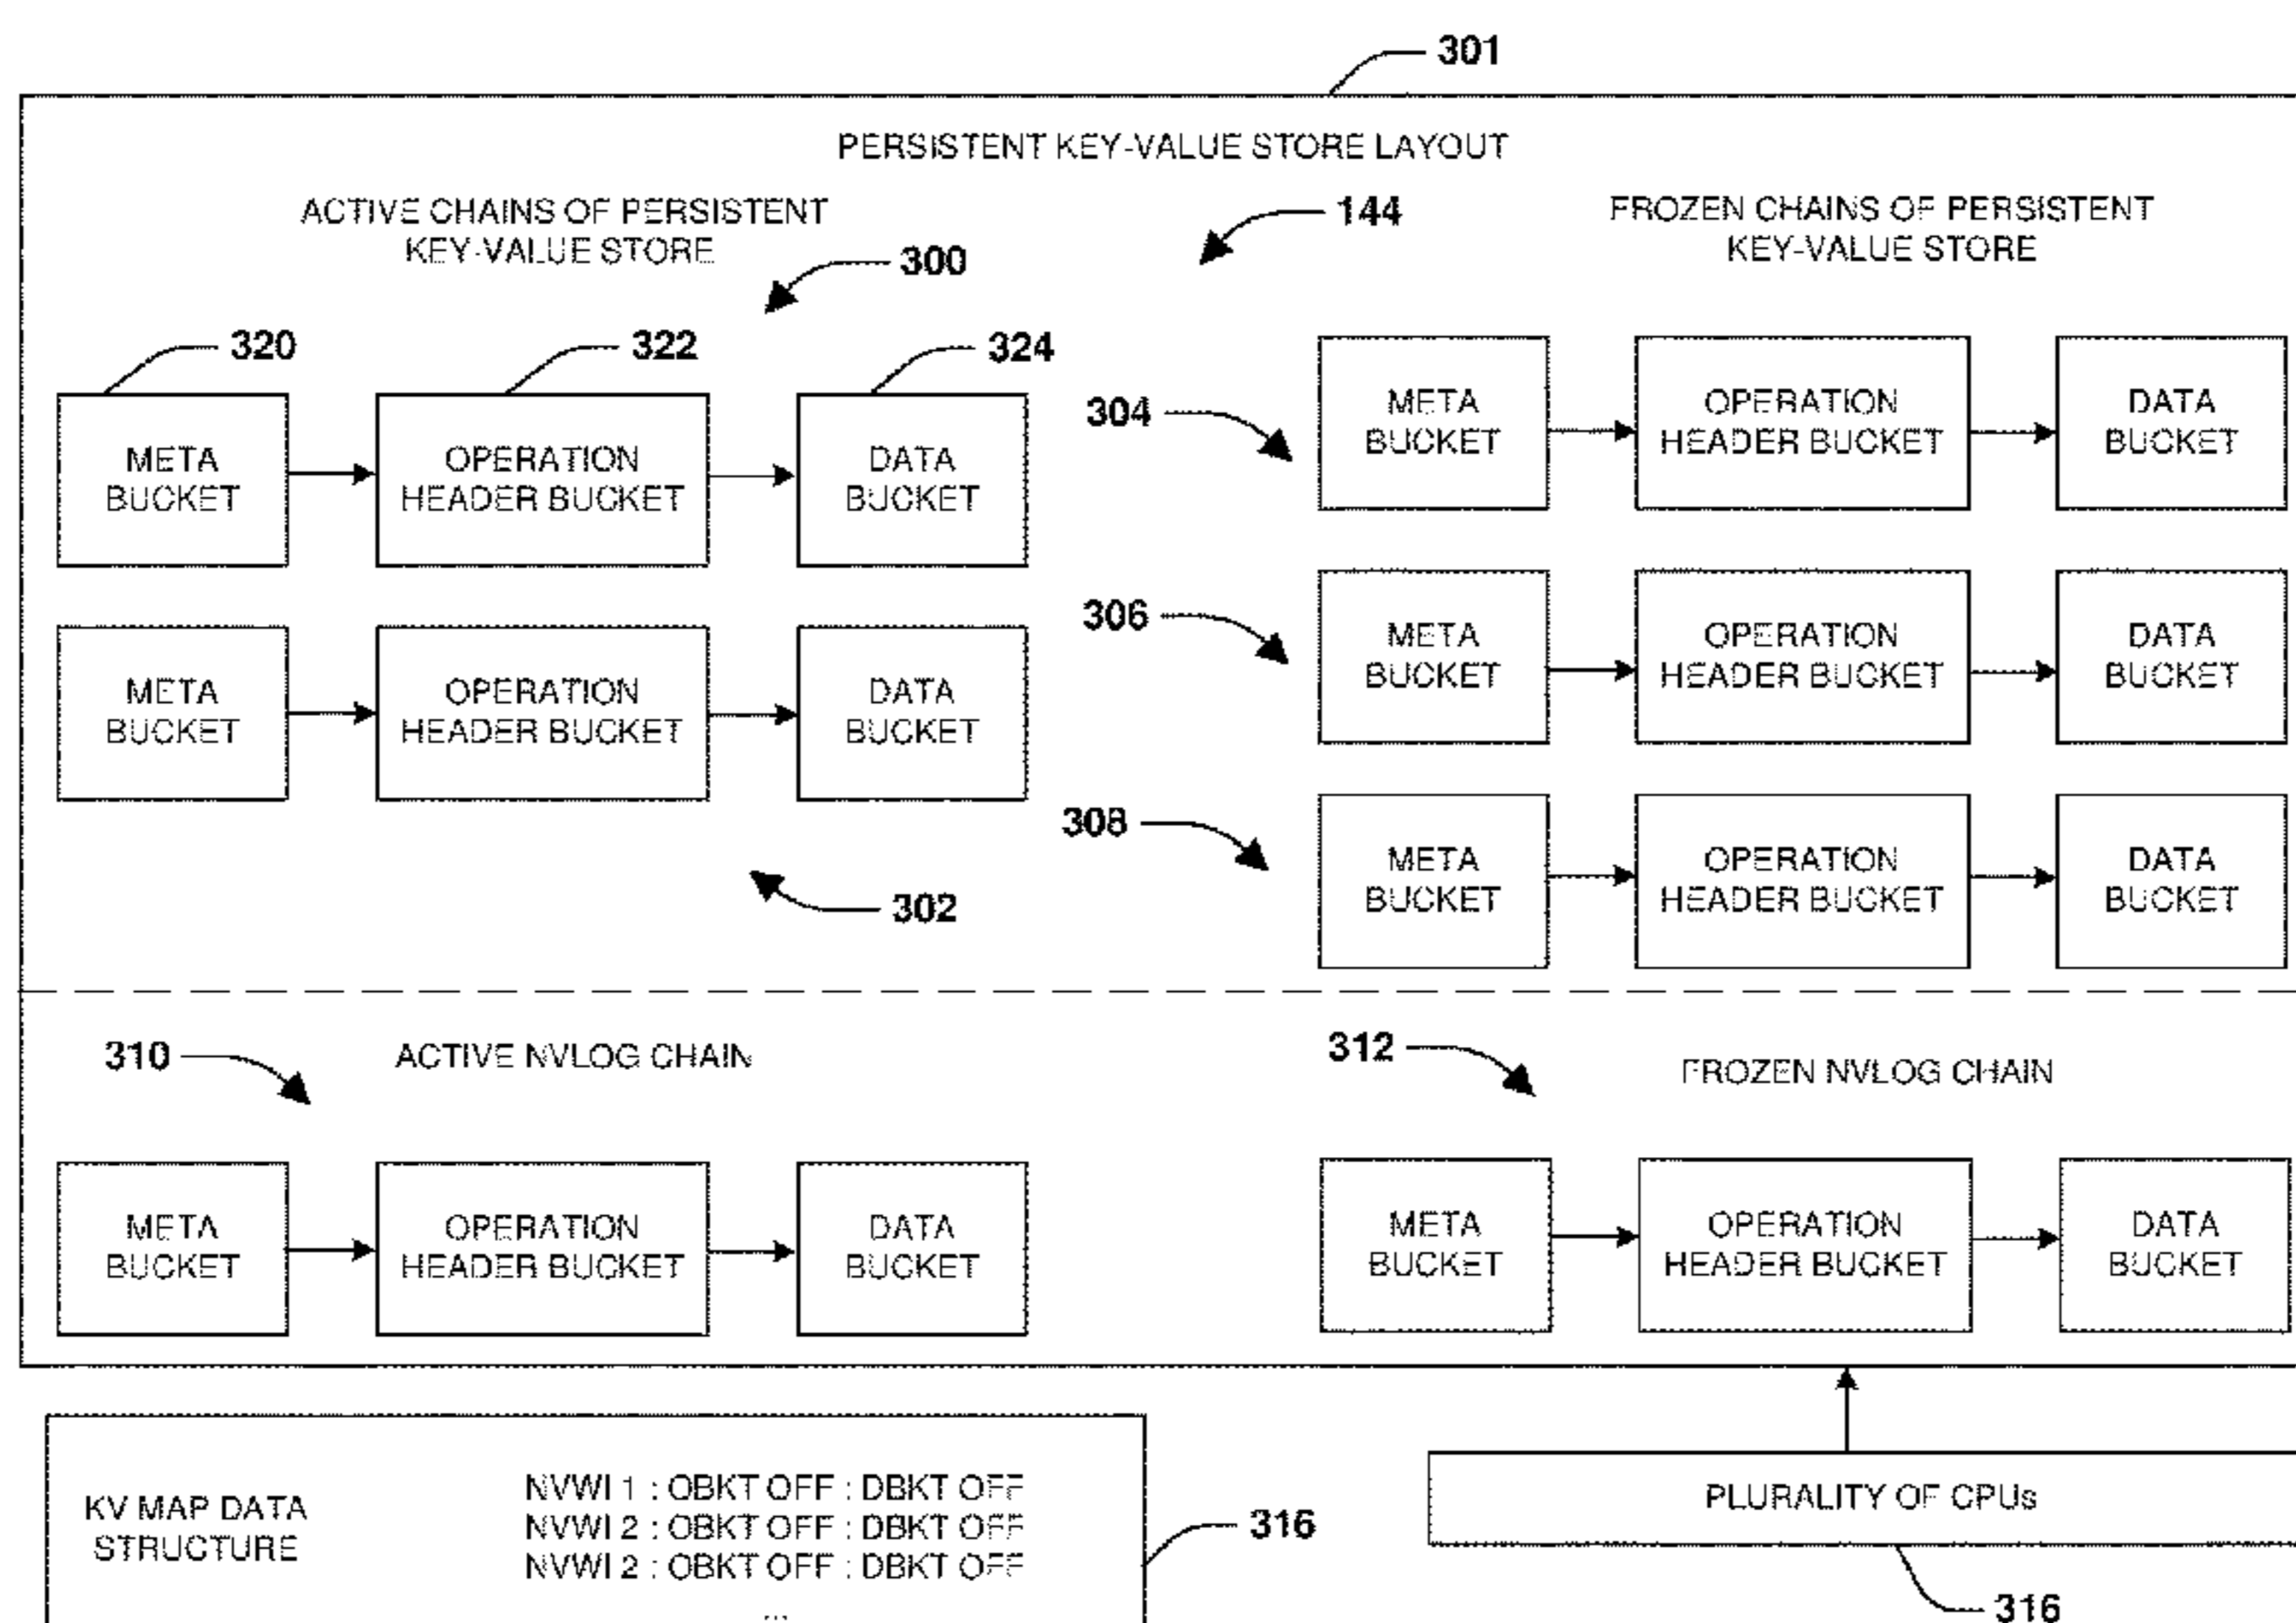 301
PERSISTENT KEY-VALUE STORE LAYOUT
ACTIVE CHAINS OF PERSISTENT
KEY-VALUE STORE
300
144
FROZEN CHAINS OF PERSISTENT
KEY-VALUE STORE
320
322
324
META
BUCKET
OPERATION
HEADER BUCKET
DATA
BUCKET
META
BUCKET
OPERATION
HEADER BUCKET
DATA
BUCKET
302
304
META
BUCKET
OPERATION
HEADER BUCKET
DATA
BUCKET
306
META
BUCKET
OPERATION
HEADER BUCKET
DATA
BUCKET
308
META
BUCKET
OPERATION
HEADER BUCKET
DATA
BUCKET
310
ACTIVE NVLOG CHAIN
META
BUCKET
OPERATION
HEADER BUCKET
DATA
BUCKET
312
FROZEN NVLOG CHAIN
META
BUCKET
OPERATION
HEADER BUCKET
DATA
BUCKET
KV MAP DATA
STRUCTURE
NVWI 1 : OBKT OFF : DBKT OFF
NVWI 2 : OBKT OFF : DBKT OFF
NVWI 2 : OBKT OFF : DBKT OFF
...
316
PLURALITY OF CPUs
316